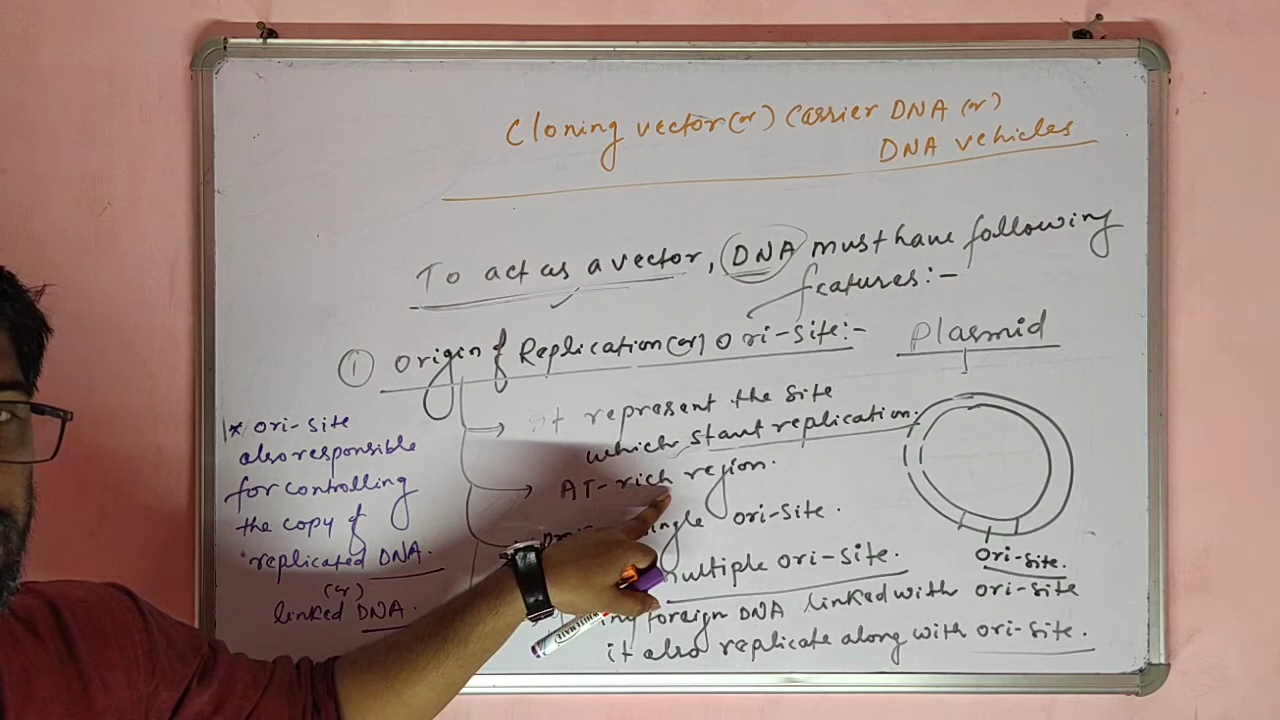 Cloning vector (or) Carrier DNA (or)
DNA vehicles
To act as a vector, DNA must have following
features:-
① Origin of Replication (or) Ori-site:-
It represent the site
which start replication.
AT-rich region.
single ori-site.
multiple ori-site.
foreign DNA linked with ori-site
it also replicate along with ori-site.
Plasmid
Ori-site.
* Ori-site
also responsible
for controlling
the copy of
replicated DNA.
(or)
linked DNA.
WHITEMATE